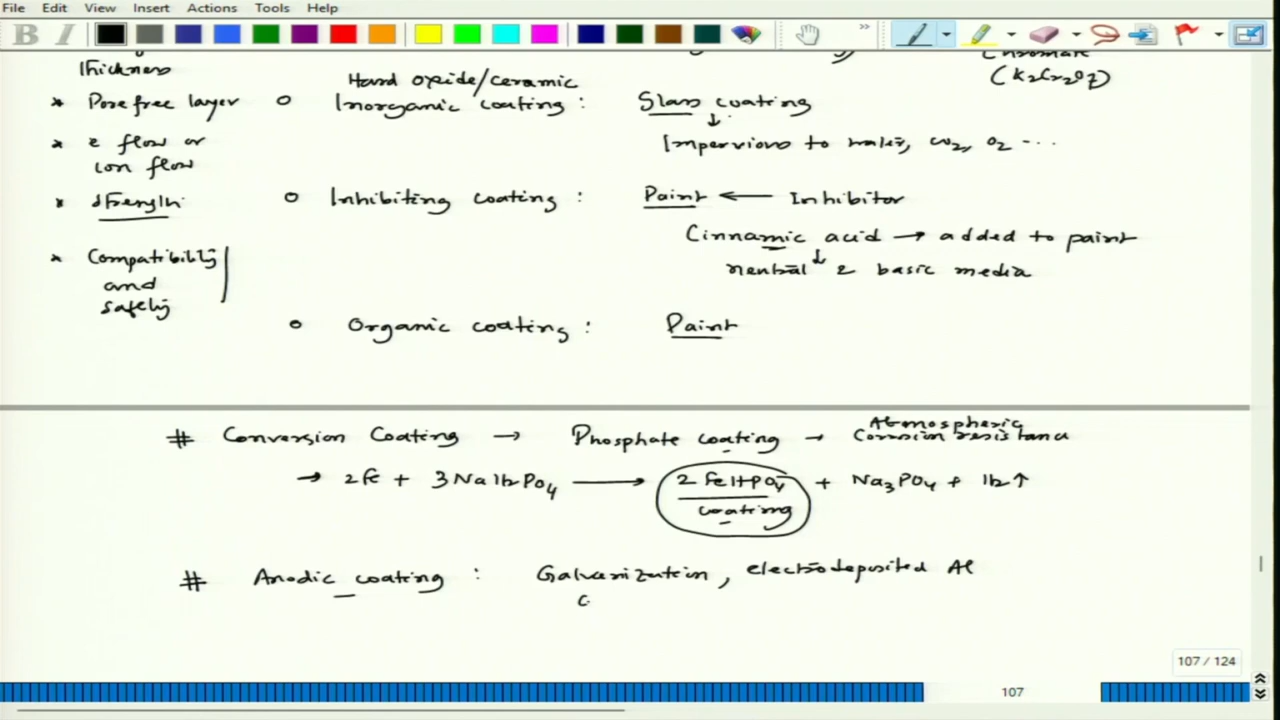 File Edit View Insert Actions Tools Help
B I
»
Thickness
* Pore free layer
* e flow or
ion flow
* strength
* Compatibility
and
safety
(K2Cr2O7)
Hard oxide/ceramic
o Inorganic coating : Glass coating
Impervious to water, CO2, O2 ...
o Inhibiting coating : Paint ← Inhibitor
Cinnamic acid → added to paint
neutral & basic media
o Organic coating : Paint
# Conversion Coating → Phosphate coating → Atmospheric
Corrosion resistance
→ 2Fe + 3NaH2PO4 → 2FeHPO4 + Na3PO4 + H2↑
coating
# Anodic coating : Galvanization, electrodeposited Al
107 / 124
107